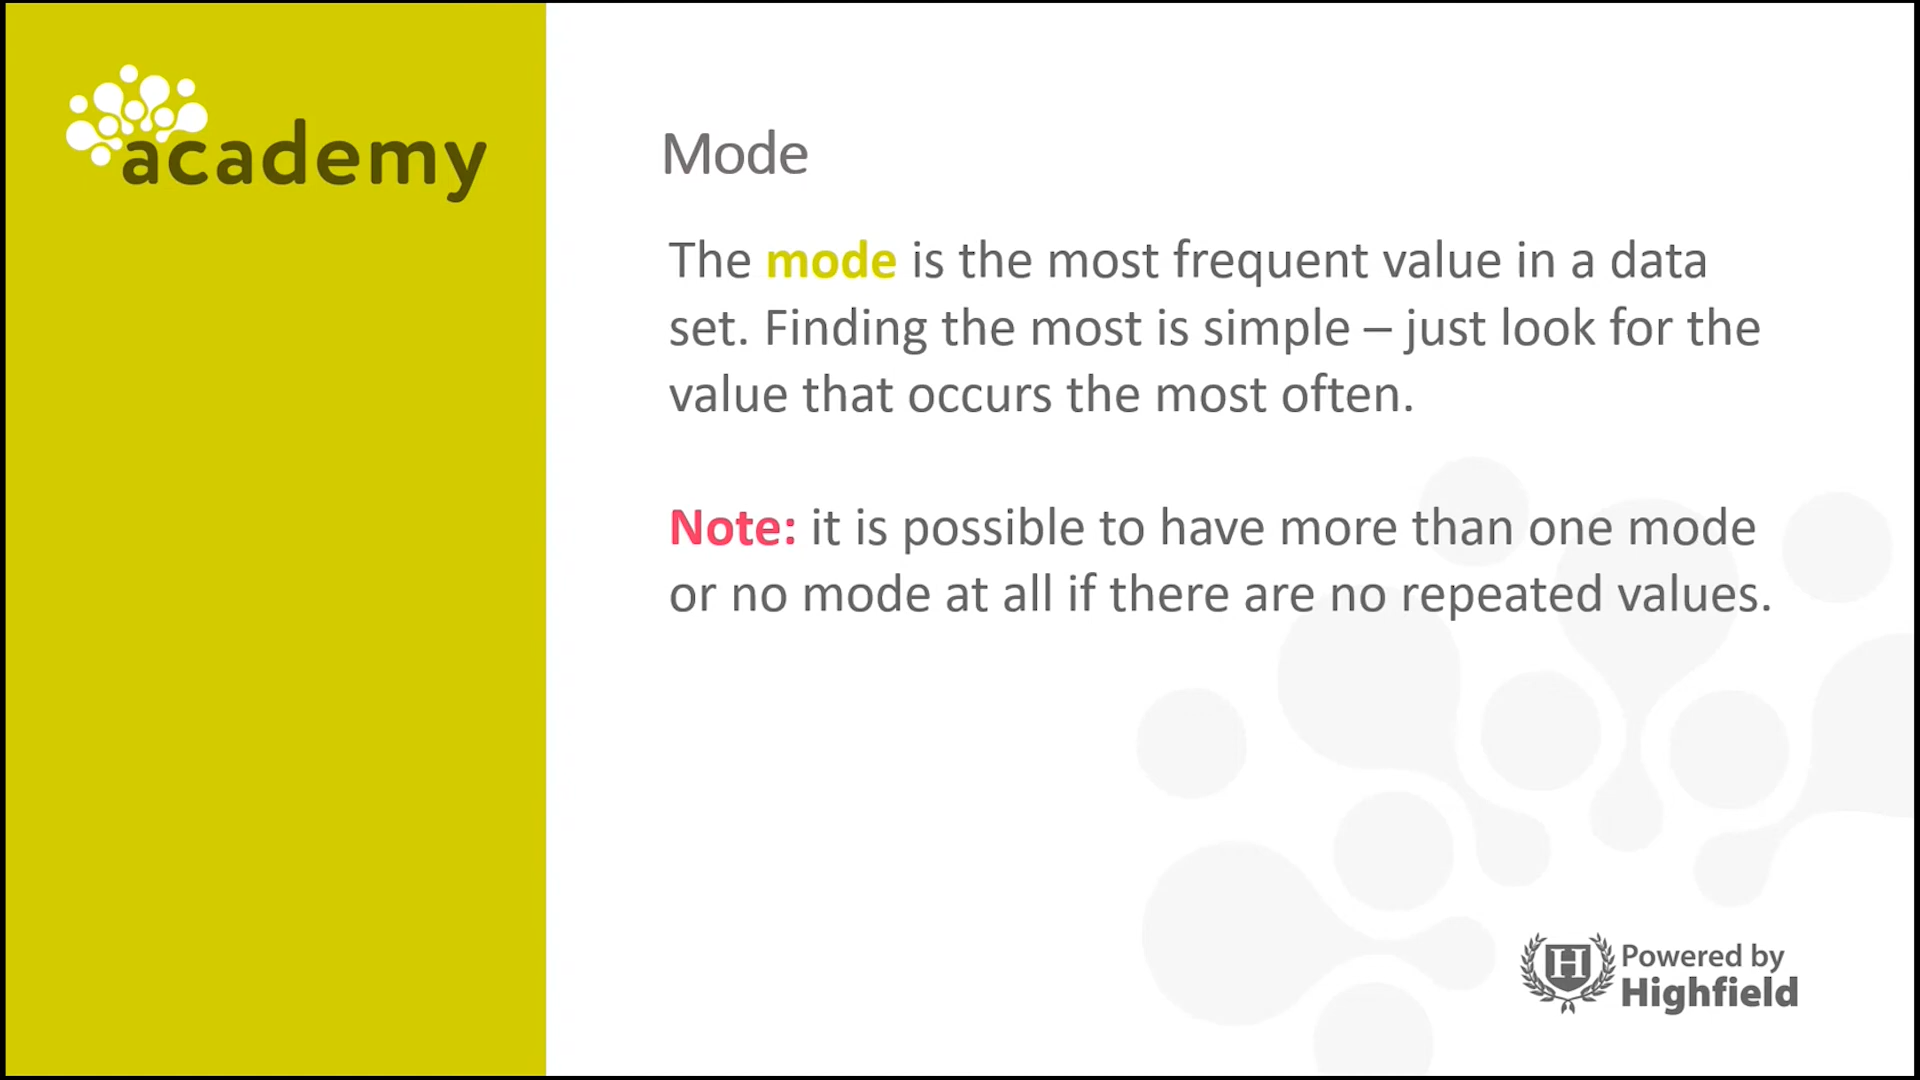 academy
Mode
The mode is the most frequent value in a data
set. Finding the most is simple – just look for the
value that occurs the most often.
Note: it is possible to have more than one mode
or no mode at all if there are no repeated values.
H
Powered by
Highfield